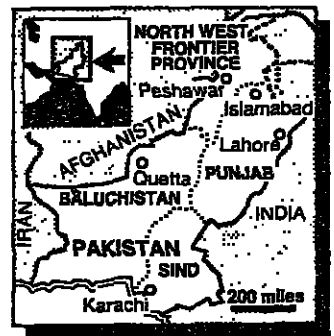 NORTH WEST
FRONTIER
PROVINCE
Peshawar
Islamabad
AFGHANISTAN
Lahore
Quetta
PUNJAB
BALUCHISTAN
INDIA
IRAN
PAKISTAN
SIND
200 miles
Karachi